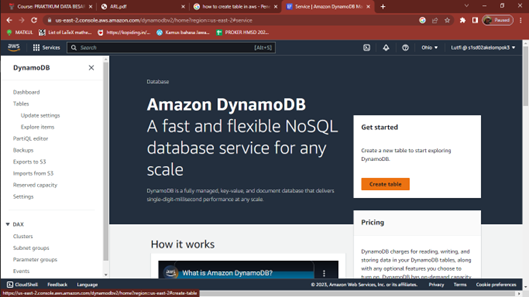 Course: PRAKTIKUM DATA RESAI
ARL.pdf
how to create table in aws - Pen
Service | Amazon DynamoDB M
us-east-2.console.aws.amazon.com/dynamodbv2/home?region=us-east-2#service
Paused
MATKUL
List of LaTeX mathe...
https://kopsting.in/...
Kamus bahasa Jawa...
PROKER HMSD 202...
aws
Services
Search
[Alt+S]
Ohio
DynamoDB
Dashboard
Tables
Update settings
Explore items
PartiQL editor
Backups
Exports to S3
Imports from S3
Reserved capacity
Settings
DAX
Clusters
Subnet groups
Parameter groups
Events
Database
Amazon DynamoDB
A fast and flexible NoSQL
database service for any
scale
DynamoDB is a fully managed, key-value, and document database that delivers
single-digit-millisecond performance at any scale.
Get started
Create a new table to start exploring
DynamoDB.
Create table
Pricing
DynamoDB charges for reading, writing, and
storing data in your DynamoDB tables, along
with any optional features you choose to
turn on. DynamoDB has on-demand capacity
How it works
aws
What is Amazon DynamoDB?
CloudShell
Feedback
Language
© 2023, Amazon Web Services, Inc. or its affiliates.
Privacy
Terms
Cookie preferences
https://us-east-2.console.aws.amazon.com/dynamodbv2/home?region=us-east-2#create-table